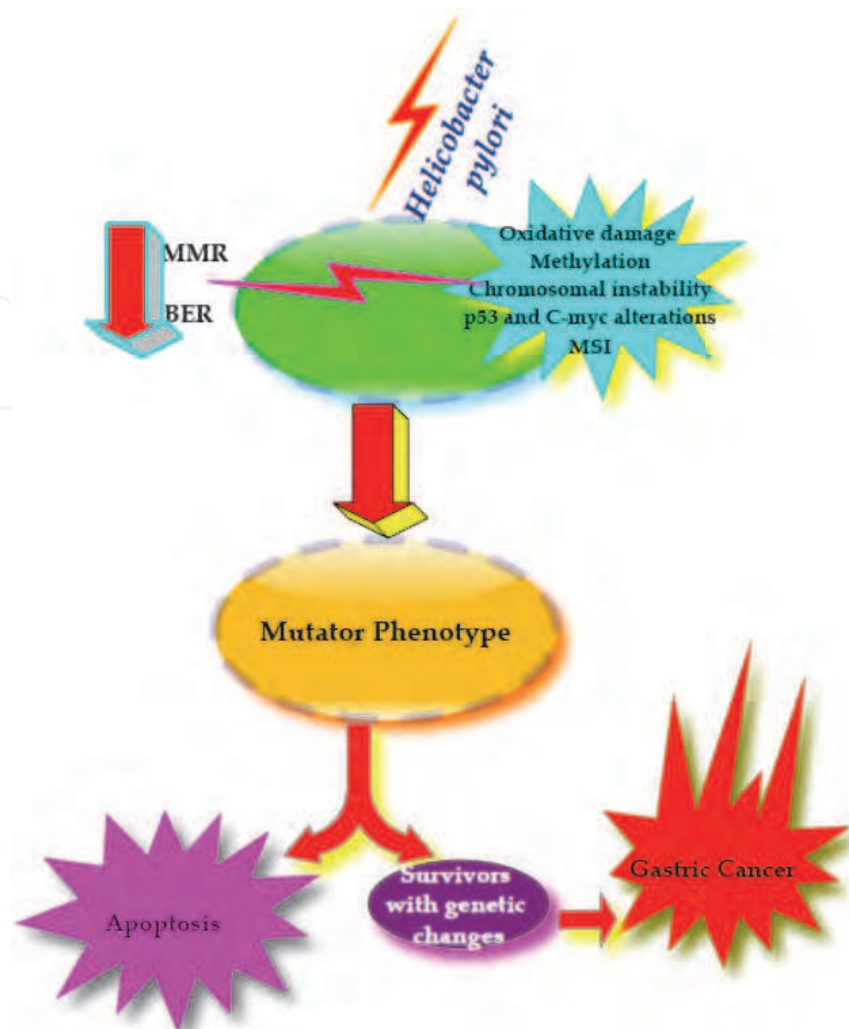 Helicobacter
pylori
MMR
BER
Oxidative damage
Methylation
Chromosomal instability
p53 and C-myc alterations
MSI
Mutator Phenotype
Apoptosis
Survivors
with genetic
changes
Gastric Cancer